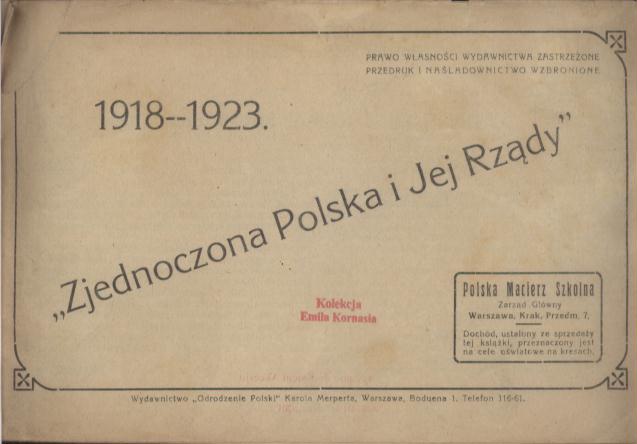 PRAWO WŁASNOŚCI WYDAWNICTWA ZASTRZEŻONE
PRZEDRUK I NAŚLADOWNICTWO WZBRONIONE
1918--1923.
„Zjednoczona Polska i Jej Rządy”
Kolekcja
Emila Kornasia
Polska Macierz Szkolna
Zarząd Główny
Warszawa, Krak. Przedm. 7.
Dochód, ustalony ze sprzedaży
tej książki, przeznaczony jest
na cele oświatowe na kresach.
Wydawnictwo „Odrodzenie Polski” Karola Merperta, Warszawa, Boduena 1. Telefon 116-61.